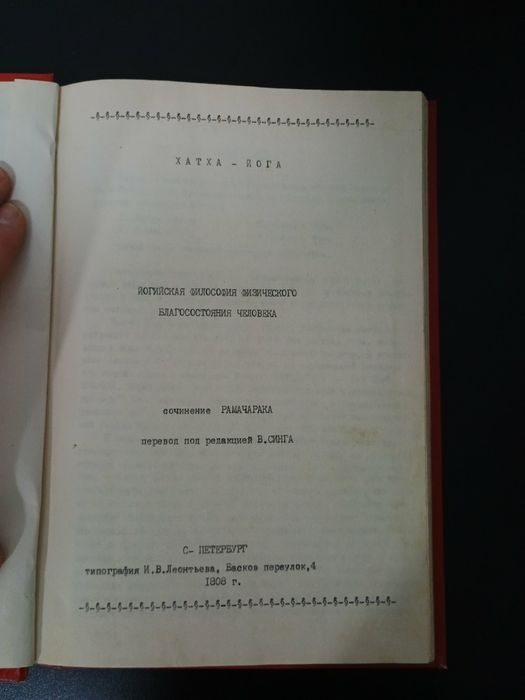 -§-§-§-§-§-§-§-§-§-§-§-§-§-§-§-§-§-§-§-§-§-§-§-§-§-§-§-§-
ХАТХА - ЙОГА
ЙОГИЙСКАЯ ФИЛОСОФИЯ ФИЗИЧЕСКОГО
БЛАГОСОСТОЯНИЯ ЧЕЛОВЕКА
сочинение РАМАЧАРАКА
перевод под редакцией В.СИНГА
С- ПЕТЕРБУРГ
типография И.В.Леонтьева, Басков переулок,4
1808 г.
-§-§-§-§-§-§-§-§-§-§-§-§-§-§-§-§-§-§-§-§-§-§-§-§-§-§-§-§-§-§-§-